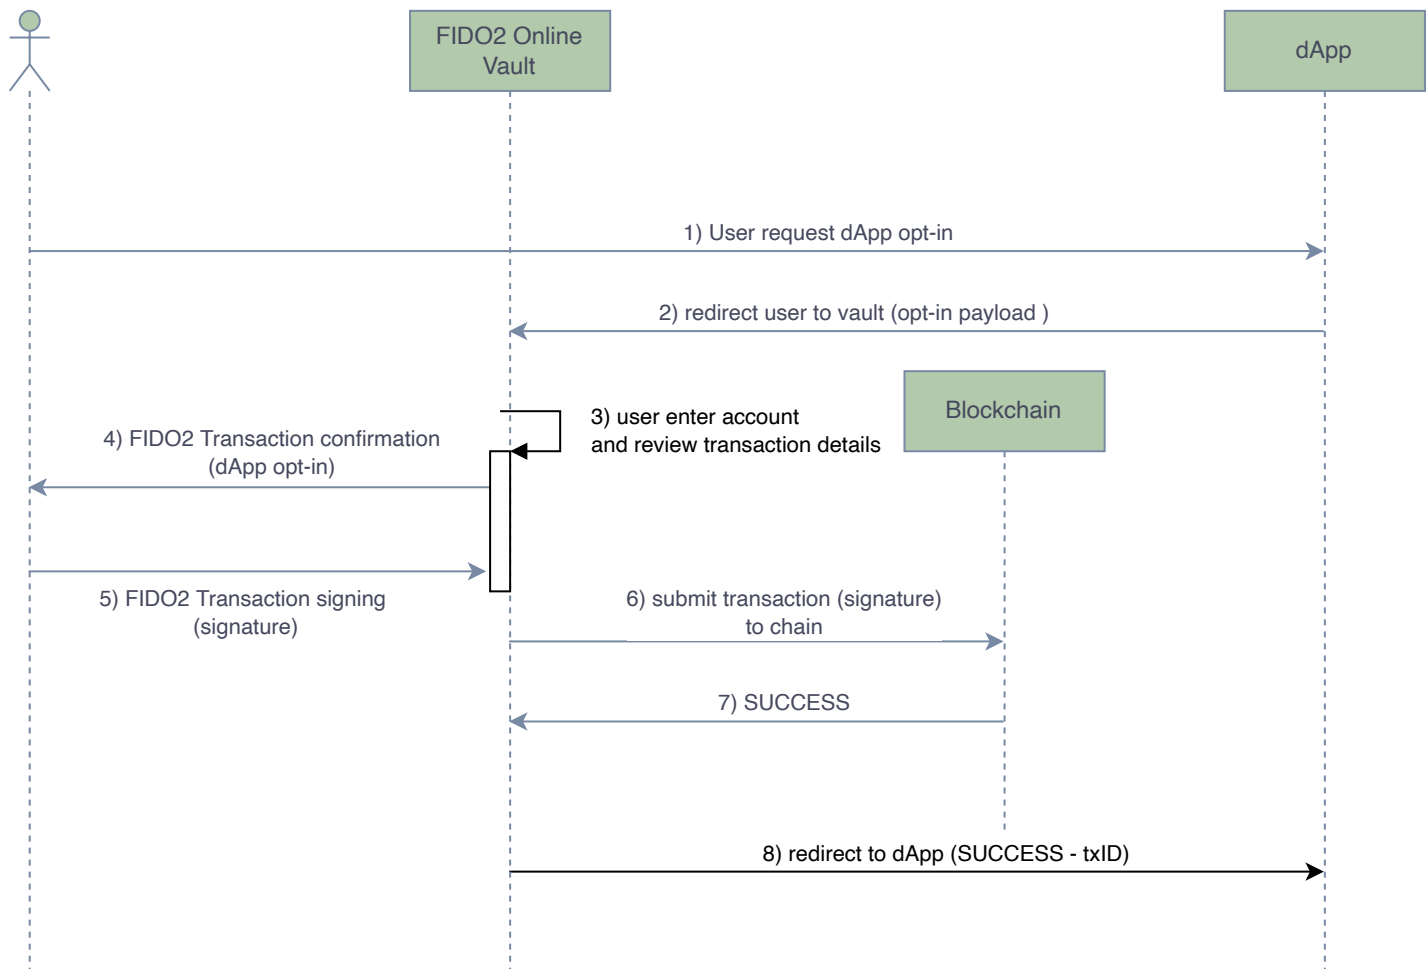 FIDO2 Online
Vault
dApp
1) User request dApp opt-in
2) redirect user to vault (opt-in payload )
Blockchain
3) user enter account
and review transaction details
4) FIDO2 Transaction confirmation
(dApp opt-in)
5) FIDO2 Transaction signing
(signature)
6) submit transaction (signature)
to chain
7) SUCCESS
8) redirect to dApp (SUCCESS - txID)